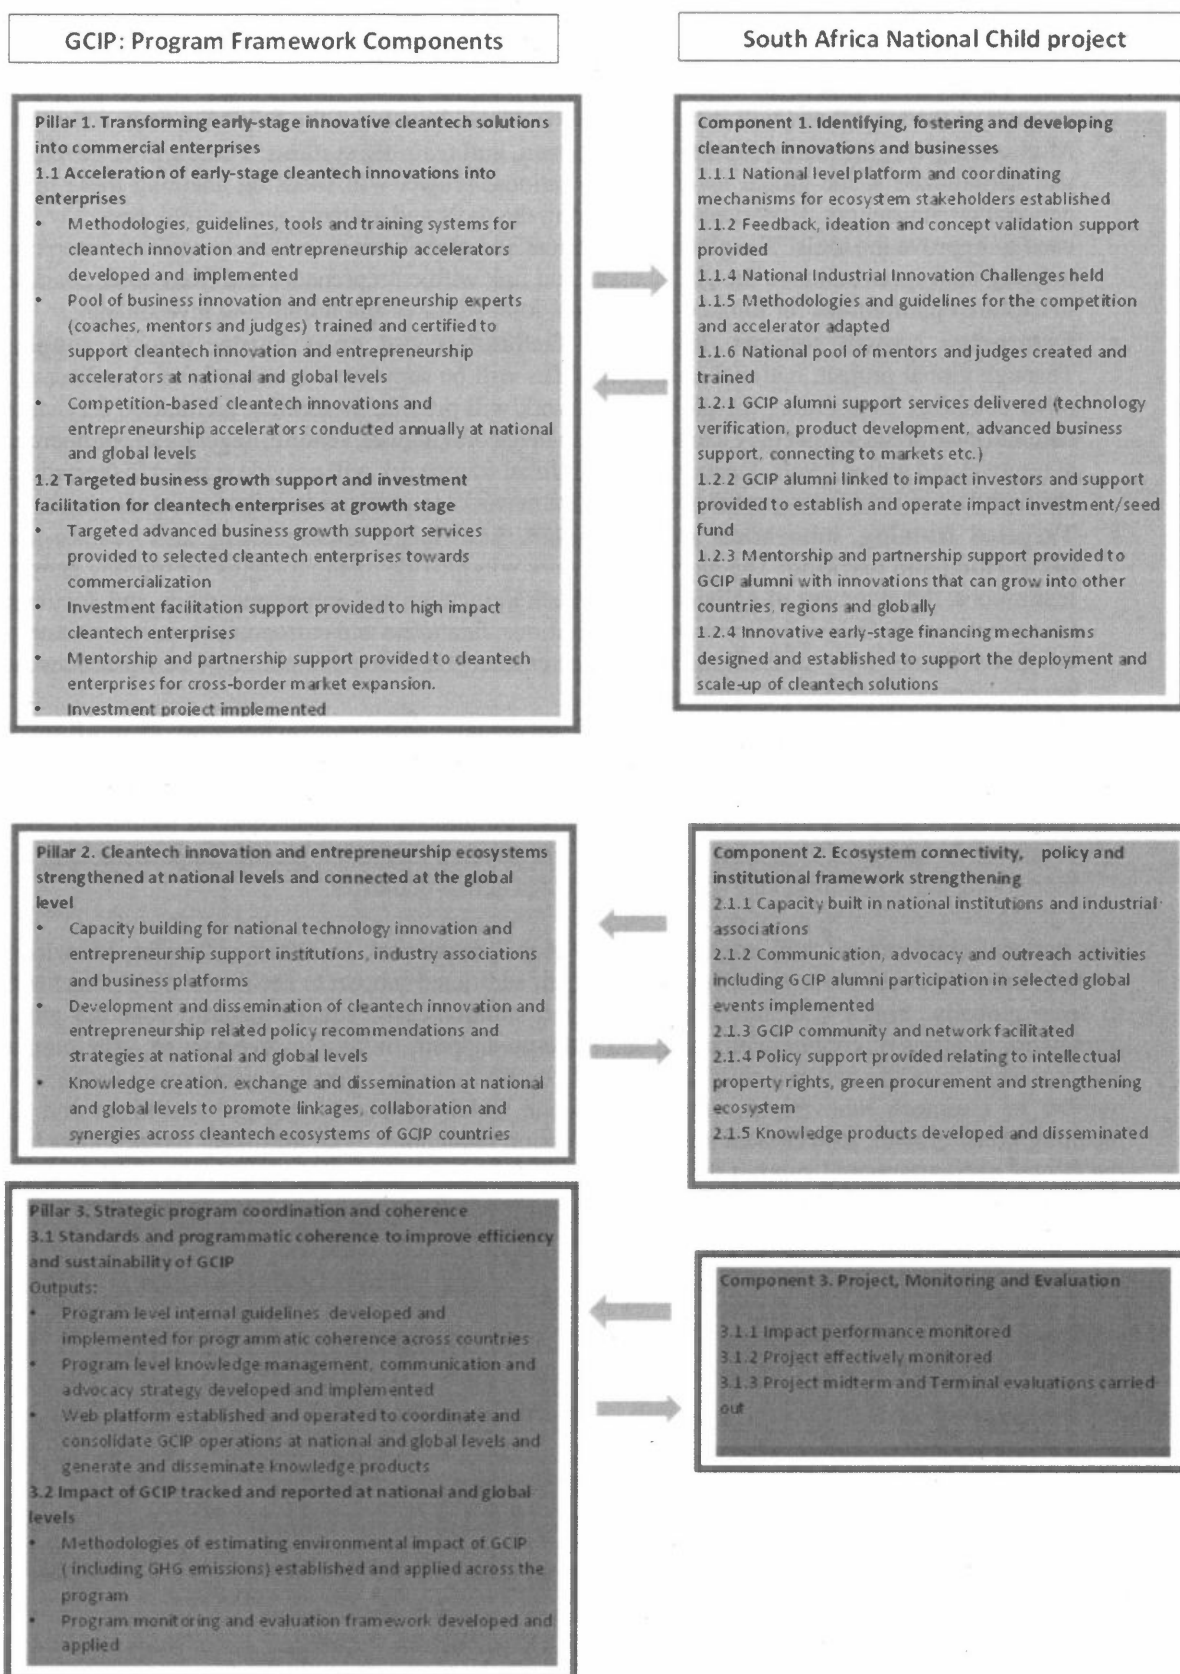 GCIP: Program Framework Components
South Africa National Child project
Pillar 1. Transforming early-stage innovative cleantech solutions
into commercial enterprises
1.1 Acceleration of early-stage cleantech innovations into
enterprises
• Methodologies, guidelines, tools and training systems for
cleantech innovation and entrepreneurship accelerators
developed and implemented
• Pool of business innovation and entrepreneurship experts
(coaches, mentors and judges) trained and certified to
support cleantech innovation and entrepreneurship
accelerators at national and global levels
• Competition-based cleantech innovations and
entrepreneurship accelerators conducted annually at national
and global levels
1.2 Targeted business growth support and investment
facilitation for cleantech enterprises at growth stage
• Targeted advanced business growth support services
provided to selected cleantech enterprises towards
commercialization
• Investment facilitation support provided to high impact
cleantech enterprises
• Mentorship and partnership support provided to cleantech
enterprises for cross-border market expansion.
• Investment project implemented
Component 1. Identifying, fostering and developing
cleantech innovations and businesses
1.1.1 National level platform and coordinating
mechanisms for ecosystem stakeholders established
1.1.2 Feedback, ideation and concept validation support
provided
1.1.4 National Industrial Innovation Challenges held
1.1.5 Methodologies and guidelines for the competition
and accelerator adapted
1.1.6 National pool of mentors and judges created and
trained
1.2.1 GCIP alumni support services delivered (technology
verification, product development, advanced business
support, connecting to markets etc.)
1.2.2 GCIP alumni linked to impact investors and support
provided to establish and operate impact investment/seed
fund
1.2.3 Mentorship and partnership support provided to
GCIP alumni with innovations that can grow into other
countries, regions and globally
1.2.4 Innovative early-stage financing mechanisms
designed and established to support the deployment and
scale-up of cleantech solutions
Pillar 2. Cleantech innovation and entrepreneurship ecosystems
strengthened at national levels and connected at the global
level
• Capacity building for national technology innovation and
entrepreneurship support institutions, industry associations
and business platforms
• Development and dissemination of cleantech innovation and
entrepreneurship related policy recommendations and
strategies at national and global levels
• Knowledge creation, exchange and dissemination at national
and global levels to promote linkages, collaboration and
synergies across cleantech ecosystems of GCIP countries
Component 2. Ecosystem connectivity, policy and
institutional framework strengthening
2.1.1 Capacity built in national institutions and industrial
associations
2.1.2 Communication, advocacy and outreach activities
including GCIP alumni participation in selected global
events implemented
2.1.3 GCIP community and network facilitated
2.1.4 Policy support provided relating to intellectual
property rights, green procurement and strengthening
ecosystem
2.1.5 Knowledge products developed and disseminated
Pillar 3. Strategic program coordination and coherence
3.1 Standards and programmatic coherence to improve efficiency
and sustainability of GCIP
Outputs:
• Program level internal guidelines developed and
implemented for programmatic coherence across countries
• Program level knowledge management, communication and
advocacy strategy developed and implemented
• Web platform established and operated to coordinate and
consolidate GCIP operations at national and global levels and
generate and disseminate knowledge products
3.2 Impact of GCIP tracked and reported at national and global
levels
• Methodologies of estimating environmental impact of GCIP
( including GHG emissions) established and applied across the
program
• Program monitoring and evaluation framework developed and
applied
Component 3. Project, Monitoring and Evaluation
3.1.1 Impact performance monitored
3.1.2 Project effectively monitored
3.1.3 Project midterm and Terminal evaluations carried
out